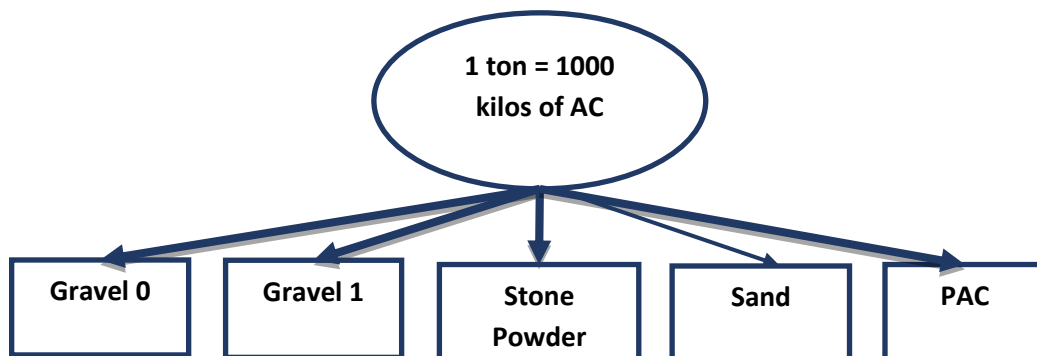 1 ton = 1000
kilos of AC
Gravel 0
Gravel 1
Stone
Powder
Sand
PAC